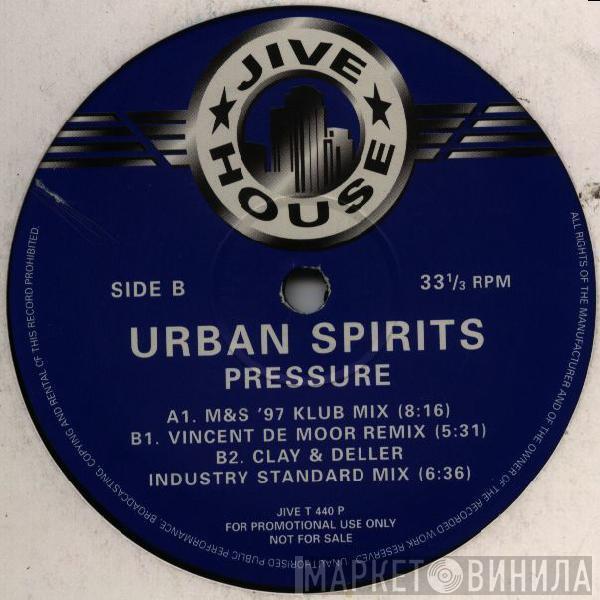 JIVE
HOUSE
SIDE B
33 1/3 RPM
URBAN SPIRITS
PRESSURE
A1. M&S '97 KLUB MIX (8:16)
B1. VINCENT DE MOOR REMIX (5:31)
B2. CLAY & DELLER
INDUSTRY STANDARD MIX (6:36)
JIVE T 440 P
FOR PROMOTIONAL USE ONLY
NOT FOR SALE
ALL RIGHTS OF THE MANUFACTURER AND OF THE OWNER OF THE RECORDED WORK RESERVED. UNAUTHORISED PUBLIC PERFORMANCE, BROADCASTING, COPYING AND RENTAL OF THIS RECORD PROHIBITED.
МАРКЕТ ВИНИЛА